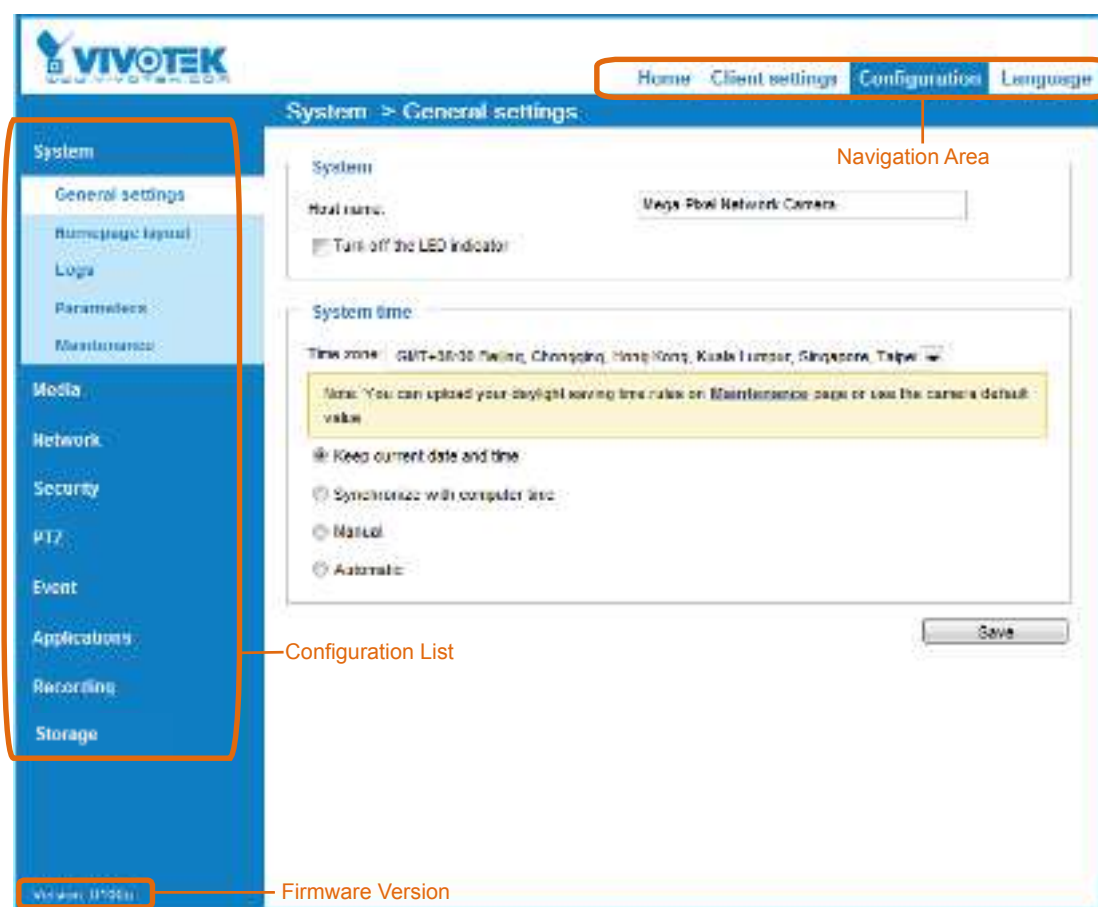 VIVOTEK
WWW.VIVOTEK.COM
Home Client settings Configuration Language
System > General settings
Navigation Area
System
General settings
Homepage layout
Logs
Parameters
Maintenance
Media
Network
Security
PTZ
Event
Applications
Recording
Storage
System
Host name: Mega-Pixel Network Camera
Turn off the LED indicator
System time
Time zone: GMT+08:00 Beijing, Chongqing, Hong Kong, Kuala Lumpur, Singapore, Taipei
Note: You can upload your daylight saving time rules on Maintenance page or use the camera default
value
Keep current date and time
Synchronize with computer time
Manual
Automatic
Save
Configuration List
Version:
Firmware Version